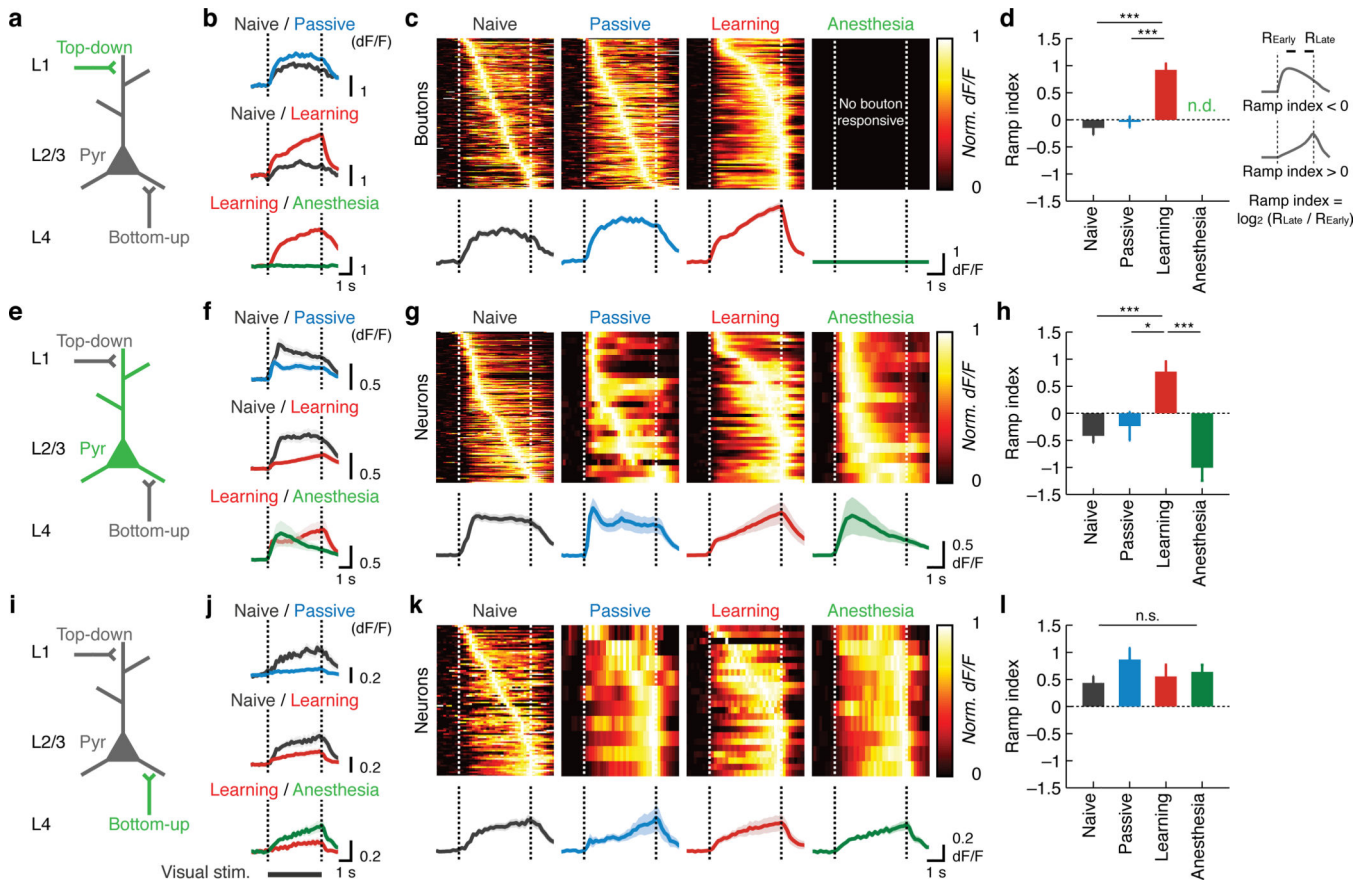 a
Top-down
L1
L2/3
Pyr
L4
Bottom-up
b
Naive / Passive
(dF/F)
1
Naive / Learning
1
Learning / Anesthesia
1
1 s
c
Naive
Passive
Learning
Anesthesia
Boutons
No bouton
responsive
1
Norm. dF/F
0
1
dF/F
1 s
d
***
***
1.5
1
0.5
0
−0.5
−1
−1.5
Ramp index
n.d.
Naive
Passive
Learning
Anesthesia
REarly
RLate
Ramp index < 0
Ramp index > 0
Ramp index =
log2 (RLate / REarly)
e
Top-down
L1
L2/3
Pyr
L4
Bottom-up
f
Naive / Passive
(dF/F)
0.5
Naive / Learning
0.5
Learning / Anesthesia
0.5
1 s
g
Naive
Passive
Learning
Anesthesia
Neurons
1
Norm. dF/F
0
0.5
dF/F
1 s
h
***
*
***
1.5
1
0.5
0
−0.5
−1
−1.5
Ramp index
Naive
Passive
Learning
Anesthesia
i
Top-down
L1
L2/3
Pyr
L4
Bottom-up
j
Naive / Passive
(dF/F)
0.2
Naive / Learning
0.2
Learning / Anesthesia
0.2
Visual stim.
1 s
k
Naive
Passive
Learning
Anesthesia
Neurons
1
Norm. dF/F
0
0.2
dF/F
1 s
l
n.s.
1.5
1
0.5
0
−0.5
−1
−1.5
Ramp index
Naive
Passive
Learning
Anesthesia